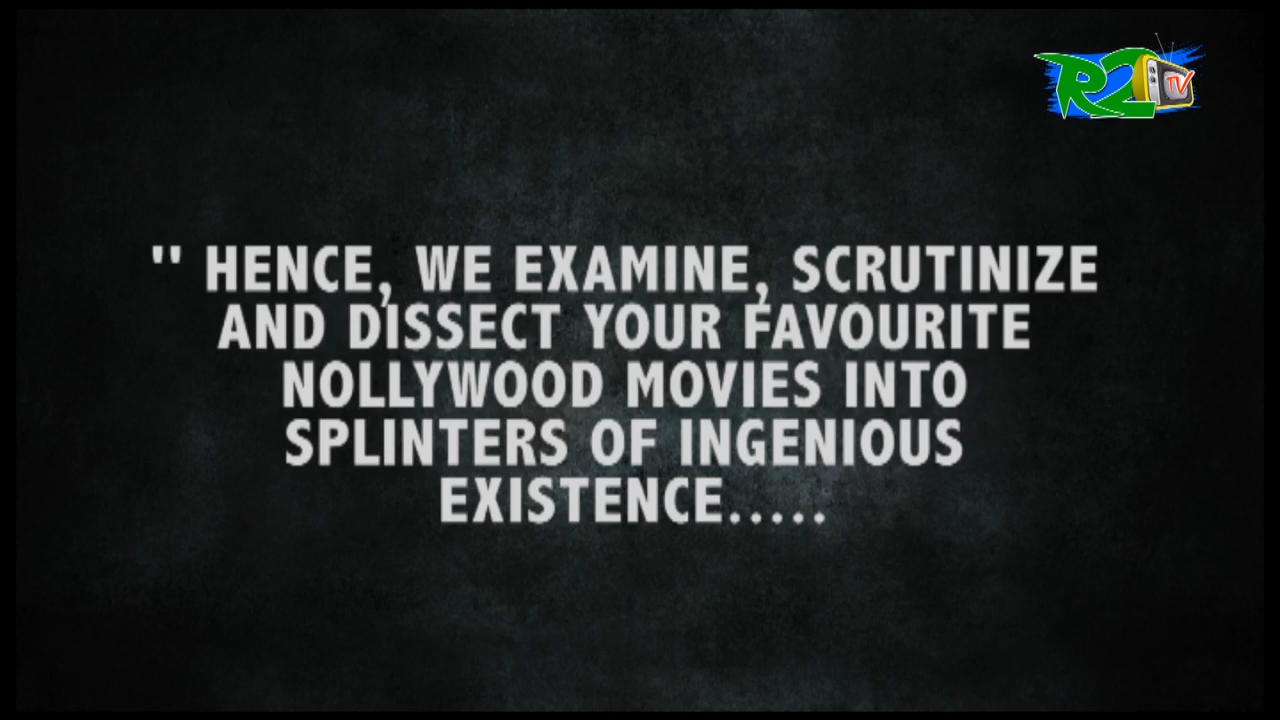 R2 TV
" HENCE, WE EXAMINE, SCRUTINIZE
AND DISSECT YOUR FAVOURITE
NOLLYWOOD MOVIES INTO
SPLINTERS OF INGENIOUS
EXISTENCE.....